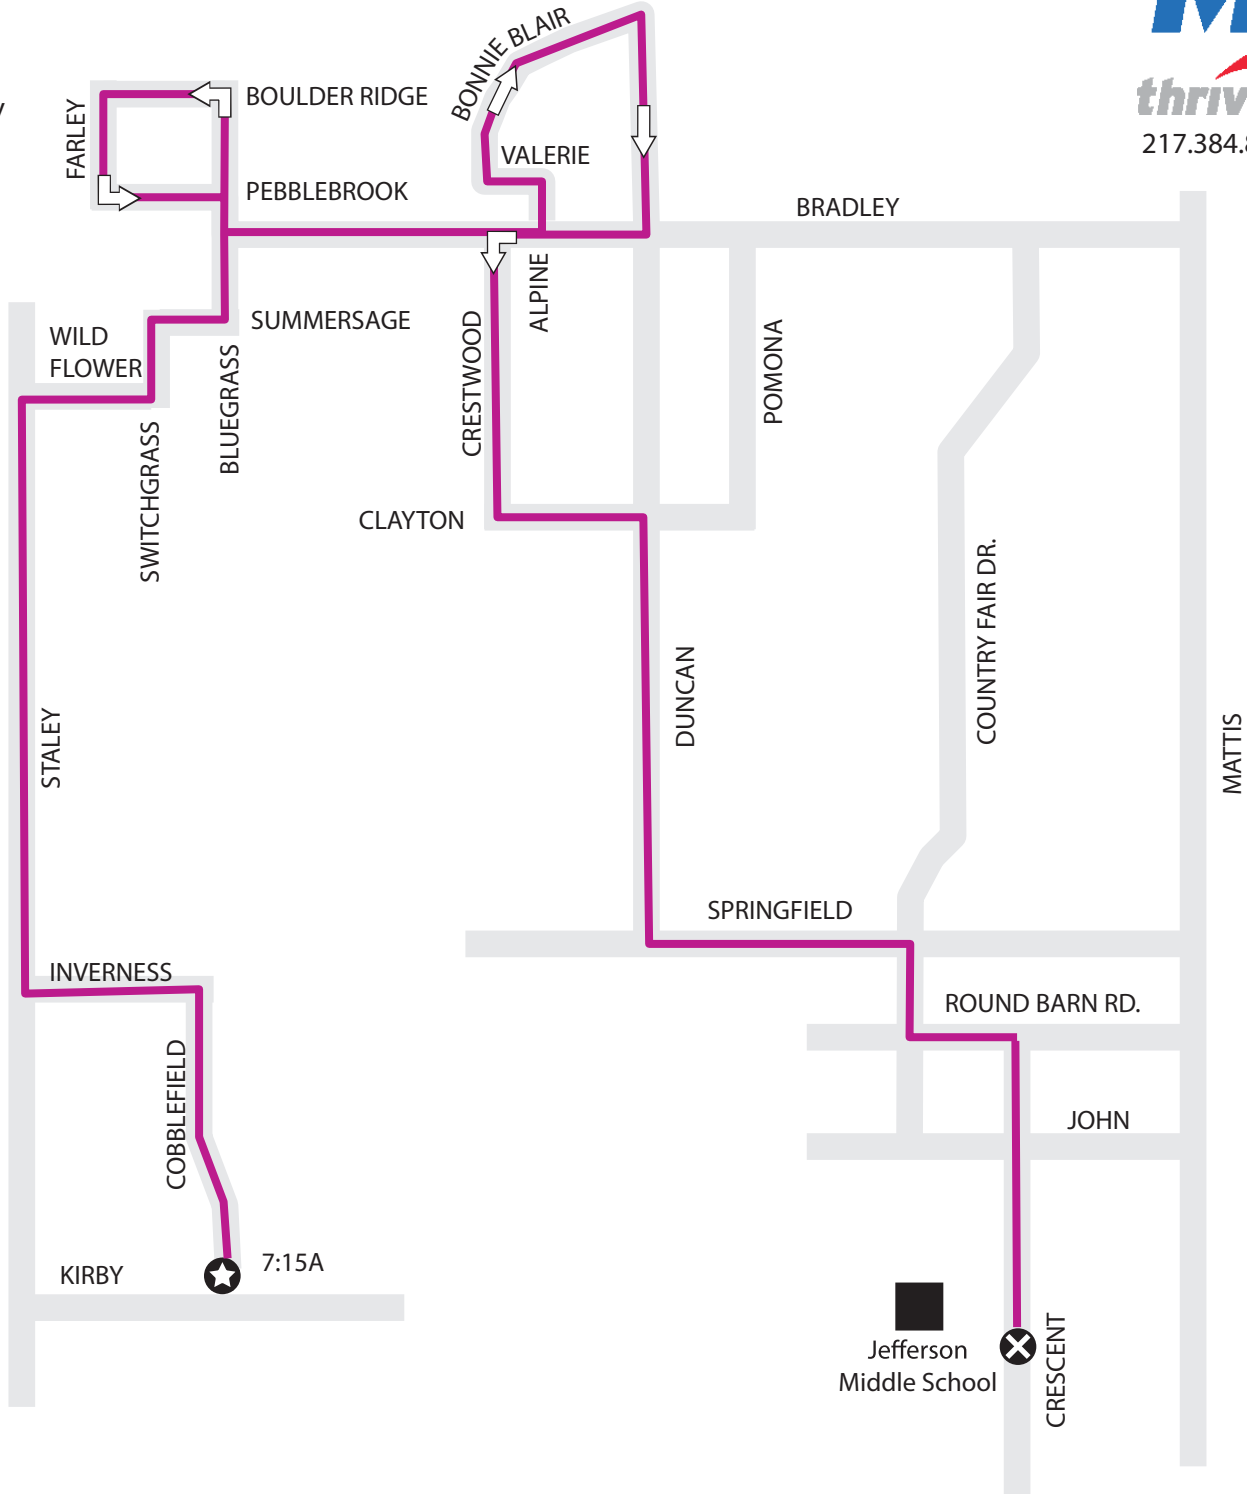 BONNIE BLAIR
BOULDER RIDGE
FARLEY
thriv
217.384.8
VALERIE
PEBBLEBROOK
BRADLEY
ALPINE
WILD
FLOWER
SUMMERSAGE
CRESTWOOD
POMONA
BLUEGRASS
SWITCHGRASS
CLAYTON
COUNTRY FAIR DR.
DUNCAN
STALEY
MATTIS
SPRINGFIELD
INVERNESS
ROUND BARN RD.
COBBLEFIELD
JOHN
7:15A
KIRBY
Jefferson
Middle School
CRESCENT